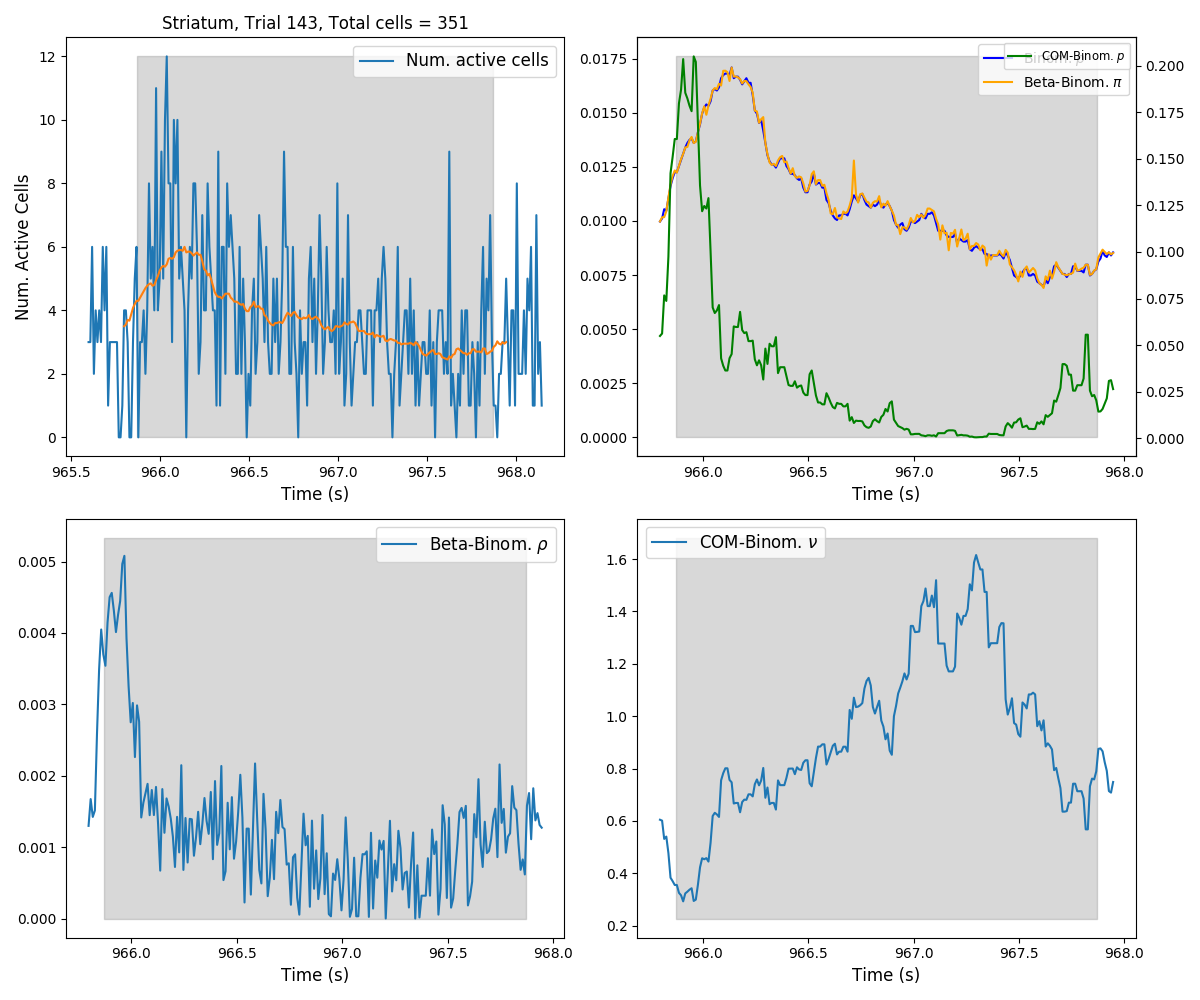 Striatum, Trial 143, Total cells = 351
Num. active cells
Num. Active Cells
12
10
8
6
4
2
0
965.5 966.0 966.5 967.0 967.5 968.0
Time (s)
COM-Binom. p
Beta-Binom. π
0.0175
0.0150
0.0125
0.0100
0.0075
0.0050
0.0025
0.0000
0.200
0.175
0.150
0.125
0.100
0.075
0.050
0.025
0.000
966.0 966.5 967.0 967.5 968.0
Time (s)
Beta-Binom. ρ
0.005
0.004
0.003
0.002
0.001
0.000
966.0 966.5 967.0 967.5 968.0
Time (s)
COM-Binom. ν
1.6
1.4
1.2
1.0
0.8
0.6
0.4
0.2
966.0 966.5 967.0 967.5 968.0
Time (s)